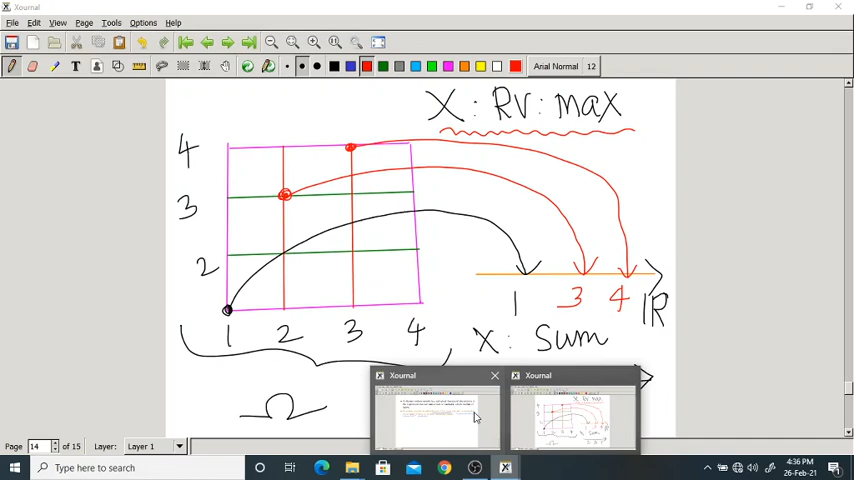 Xournal
File Edit View Page Tools Options Help
Arial Normal 12
X : RV : max
4
3
2
1 2 3 4
1 3 4 IR
X : Sum
Ω
Xournal
Xournal
Page 14 of 15 Layer: Layer 1
Type here to search
4:36 PM
26-Feb-21